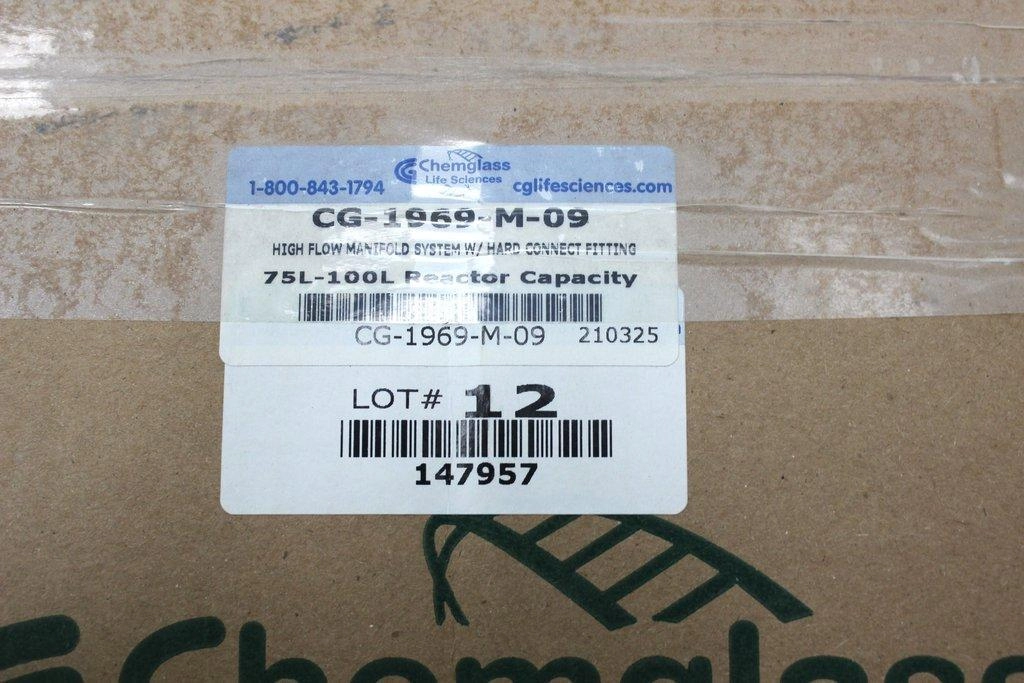 Chemglass
Life Sciences
1-800-843-1794
cglifesciences.com
CG-1969-M-09
HIGH FLOW MANIFOLD SYSTEM W/ HARD CONNECT FITTING
75L-100L Reactor Capacity
CG-1969-M-09 210325
LOT# 12
147957
Chemglass